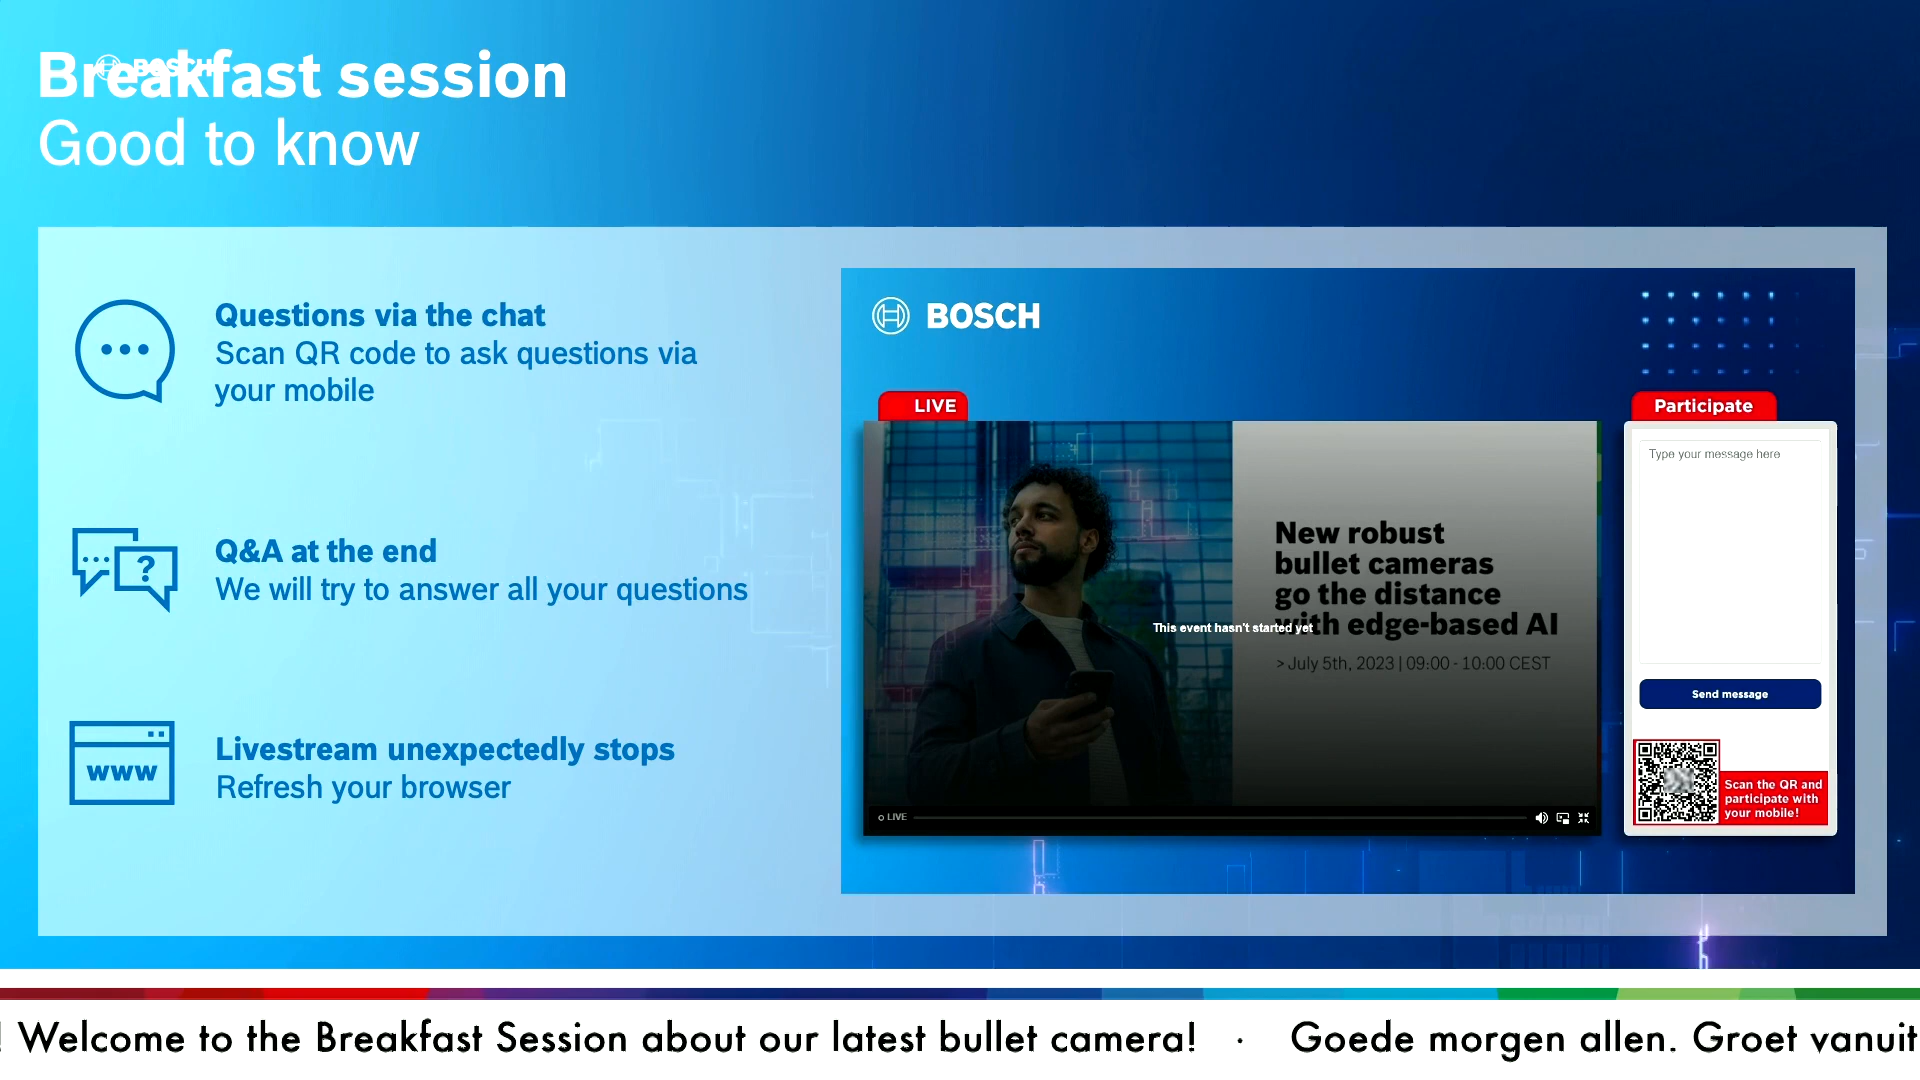 BOSCH
Breakfast session
Good to know
Questions via the chat
Scan QR code to ask questions via
your mobile
Q&A at the end
We will try to answer all your questions
www
Livestream unexpectedly stops
Refresh your browser
BOSCH
LIVE
Participate
New robust
bullet cameras
go the distance
with edge-based AI
This event hasn't started yet
> July 5th, 2023 | 09:00 - 10:00 CEST
LIVE
Type your message here
Send message
Scan the QR and
participate with
your mobile!
! Welcome to the Breakfast Session about our latest bullet camera! · Goede morgen allen. Groet vanuit